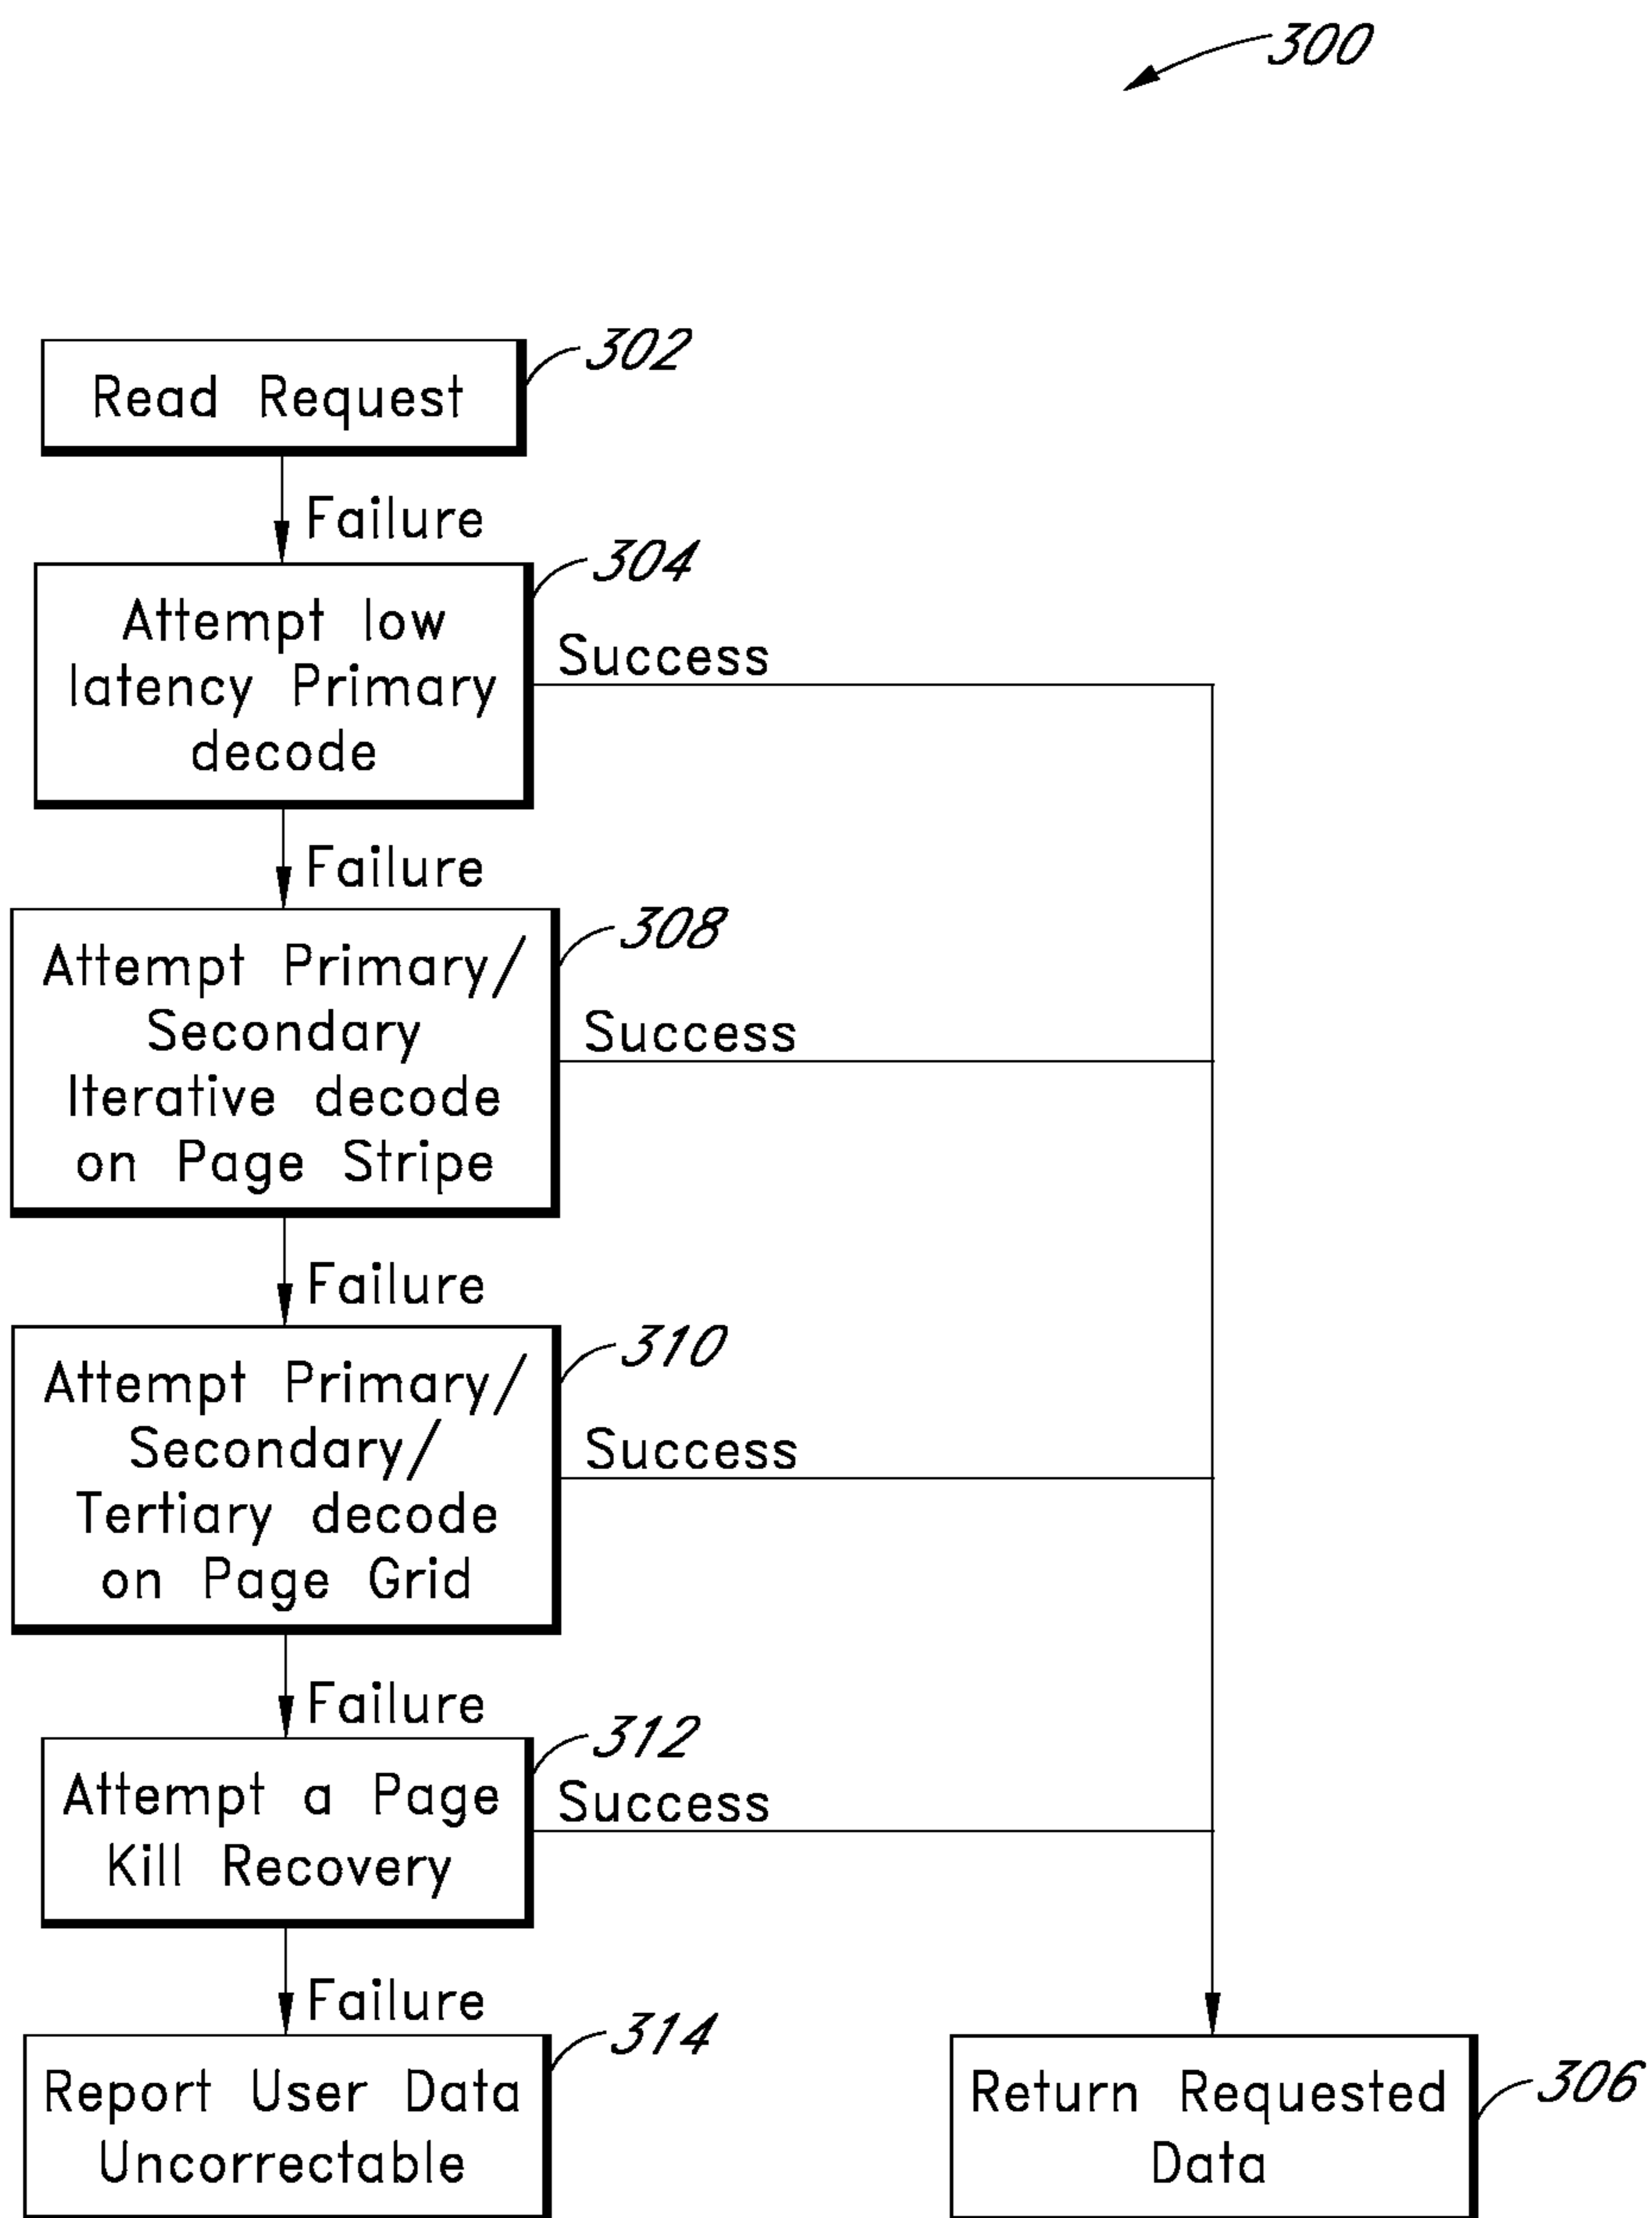 300
302
Read Request
Failure
304
Attempt low
latency Primary
decode
Success
Failure
308
Attempt Primary/
Secondary
Iterative decode
on Page Stripe
Success
Failure
310
Attempt Primary/
Secondary/
Tertiary decode
on Page Grid
Success
Failure
312
Attempt a Page
Kill Recovery
Success
Failure
314
Report User Data
Uncorrectable
306
Return Requested
Data